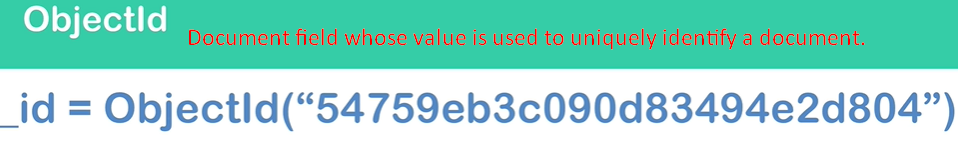 ObjectId
Document field whose value is used to uniquely identify a document.
_id = ObjectId(“54759eb3c090d83494e2d804”)